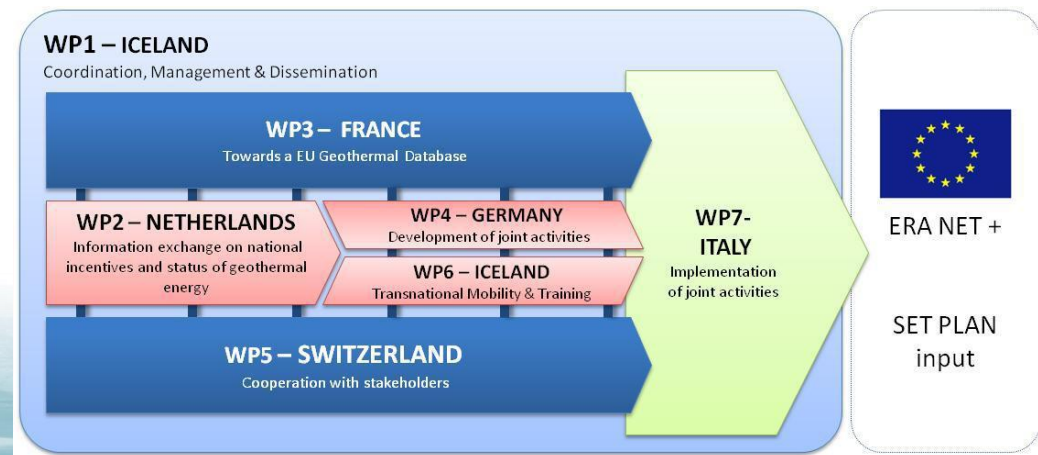 WP1 – ICELAND
Coordination, Management & Dissemination
WP3 – FRANCE
Towards a EU Geothermal Database
WP2 – NETHERLANDS
Information exchange on national
incentives and status of geothermal
energy
WP4 – GERMANY
Development of joint activities
WP6 – ICELAND
Transnational Mobility & Training
WP5 – SWITZERLAND
Cooperation with stakeholders
WP7-
ITALY
Implementation
of joint activities
ERA NET +
SET PLAN
input